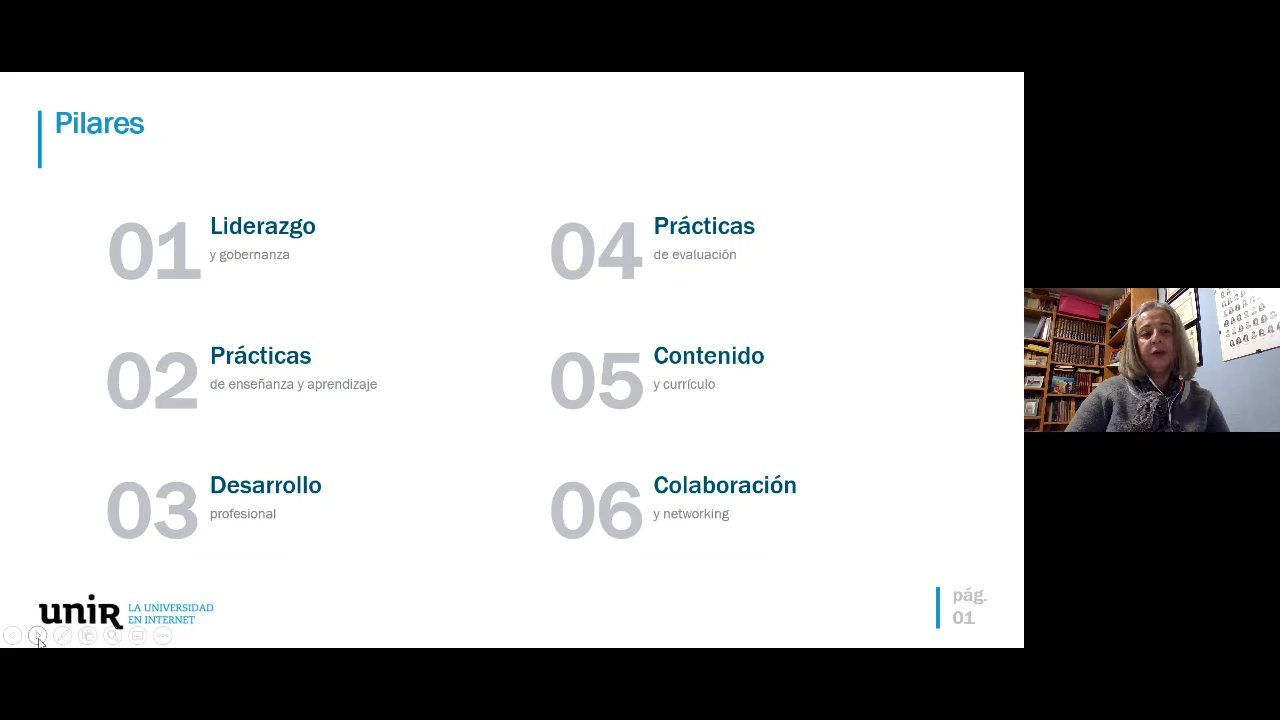 Pilares
01 Liderazgo
y gobernanza
02 Prácticas
de enseñanza y aprendizaje
03 Desarrollo
profesional
04 Prácticas
de evaluación
05 Contenido
y currículo
06 Colaboración
y networking
unir LA UNIVERSIDAD
EN INTERNET
pág.
01